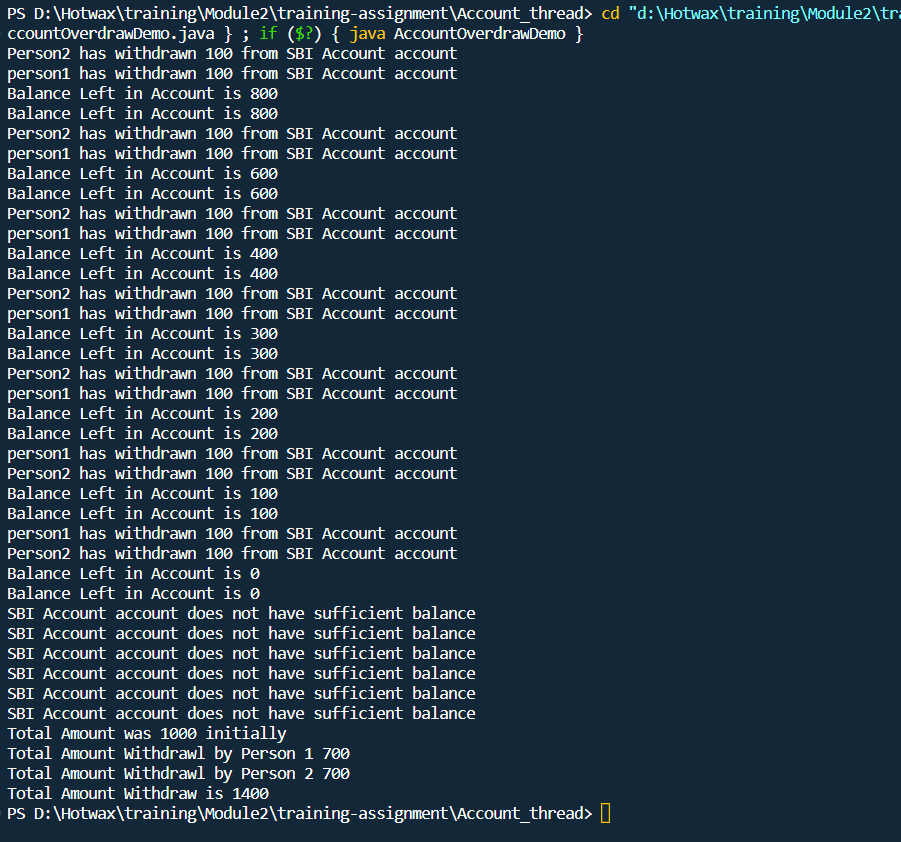 PS D:\Hotwax\training\Module2\training-assignment\Account_thread> cd "d:\Hotwax\training\Module2\tra
ccountOverdrawDemo.java } ; if ($?) { java AccountOverdrawDemo }
Person2 has withdrawn 100 from SBI Account account
person1 has withdrawn 100 from SBI Account account
Balance Left in Account is 800
Balance Left in Account is 800
Person2 has withdrawn 100 from SBI Account account
person1 has withdrawn 100 from SBI Account account
Balance Left in Account is 600
Balance Left in Account is 600
Person2 has withdrawn 100 from SBI Account account
person1 has withdrawn 100 from SBI Account account
Balance Left in Account is 400
Balance Left in Account is 400
Person2 has withdrawn 100 from SBI Account account
person1 has withdrawn 100 from SBI Account account
Balance Left in Account is 300
Balance Left in Account is 300
Person2 has withdrawn 100 from SBI Account account
person1 has withdrawn 100 from SBI Account account
Balance Left in Account is 200
Balance Left in Account is 200
person1 has withdrawn 100 from SBI Account account
Person2 has withdrawn 100 from SBI Account account
Balance Left in Account is 100
Balance Left in Account is 100
person1 has withdrawn 100 from SBI Account account
Person2 has withdrawn 100 from SBI Account account
Balance Left in Account is 0
Balance Left in Account is 0
SBI Account account does not have sufficient balance
SBI Account account does not have sufficient balance
SBI Account account does not have sufficient balance
SBI Account account does not have sufficient balance
SBI Account account does not have sufficient balance
SBI Account account does not have sufficient balance
Total Amount was 1000 initially
Total Amount Withdrawl by Person 1 700
Total Amount Withdrawl by Person 2 700
Total Amount Withdraw is 1400
PS D:\Hotwax\training\Module2\training-assignment\Account_thread>